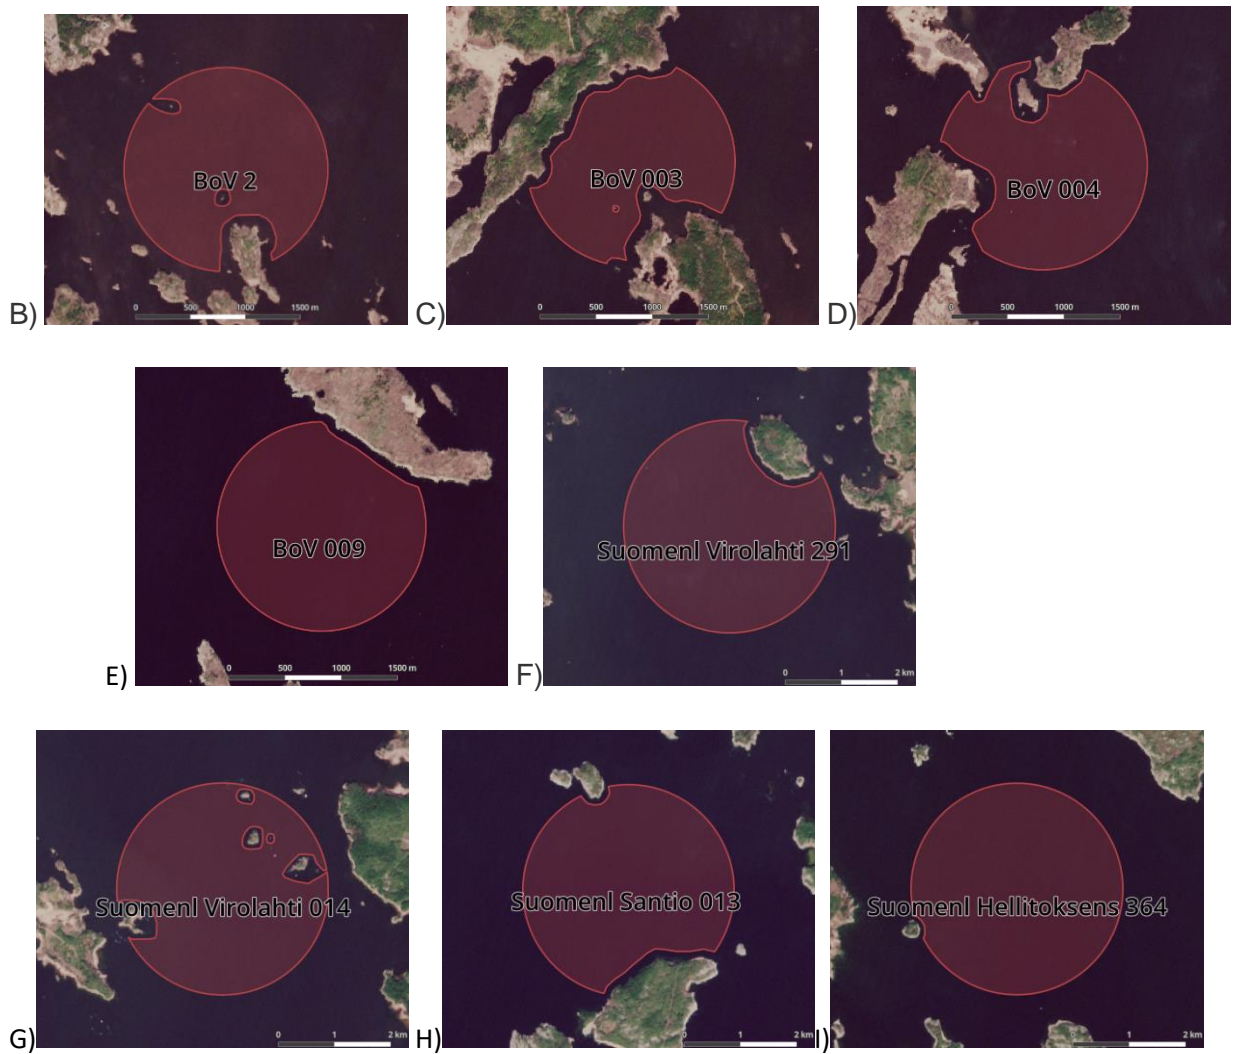 BoV 2
0 500 1000 1500 m
B)
BoV 003
0 500 1000 1500 m
C)
BoV 004
0 500 1000 1500 m
D)
BoV 009
0 500 1000 1500 m
E)
Suomenl Virolahti 291
0 1 2 km
F)
Suomenl Virolahti 014
0 1 2 km
G)
Suomenl Santio 013
0 1 2 km
H)
Suomenl Hellitoksens 364
0 1 2 km
I)